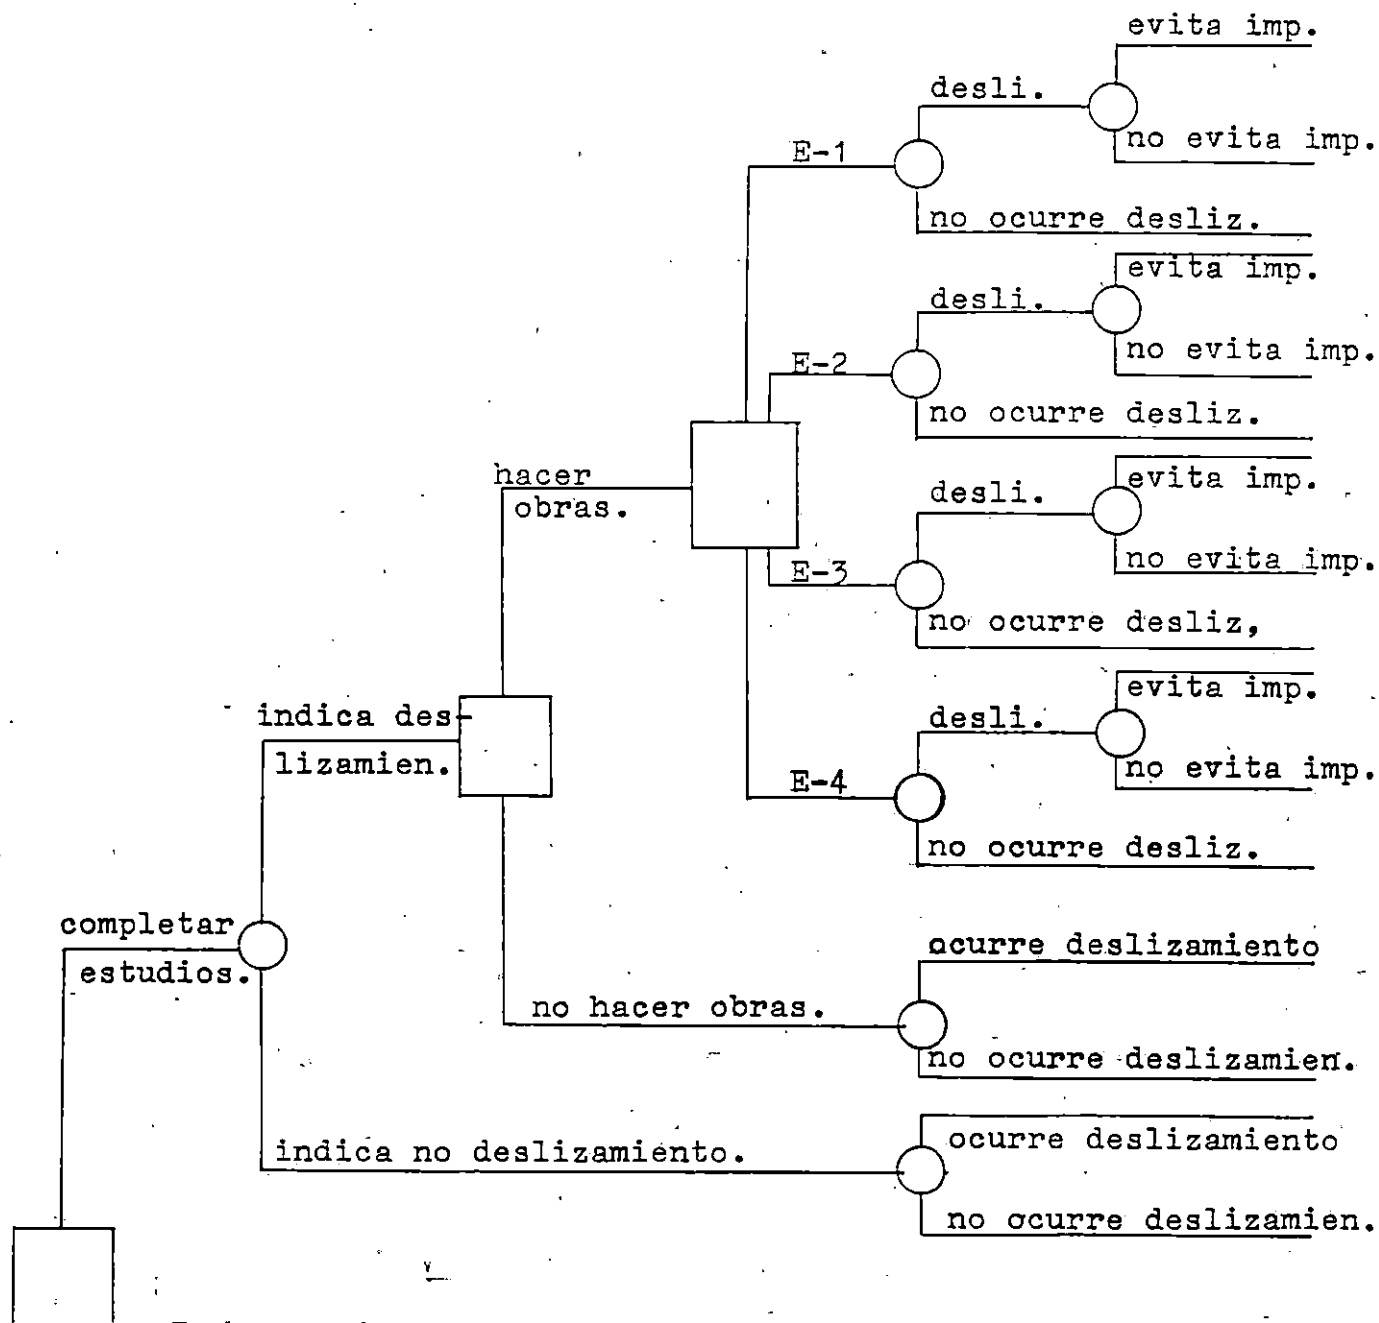 evita imp.
desli.
no evita imp.
E-1
no ocurre desliz.
evita imp.
desli.
no evita imp.
E-2
no ocurre desliz.
hacer
obras.
evita imp.
desli.
no evita imp.
E-3
no ocurre desliz,
indica des-
lizamien.
evita imp.
desli.
no evita imp.
E-4
no ocurre desliz.
completar
estudios.
ocurre deslizamiento
no hacer obras.
no ocurre deslizamien.
ocurre deslizamiento
indica no deslizamiento.
no ocurre deslizamien.